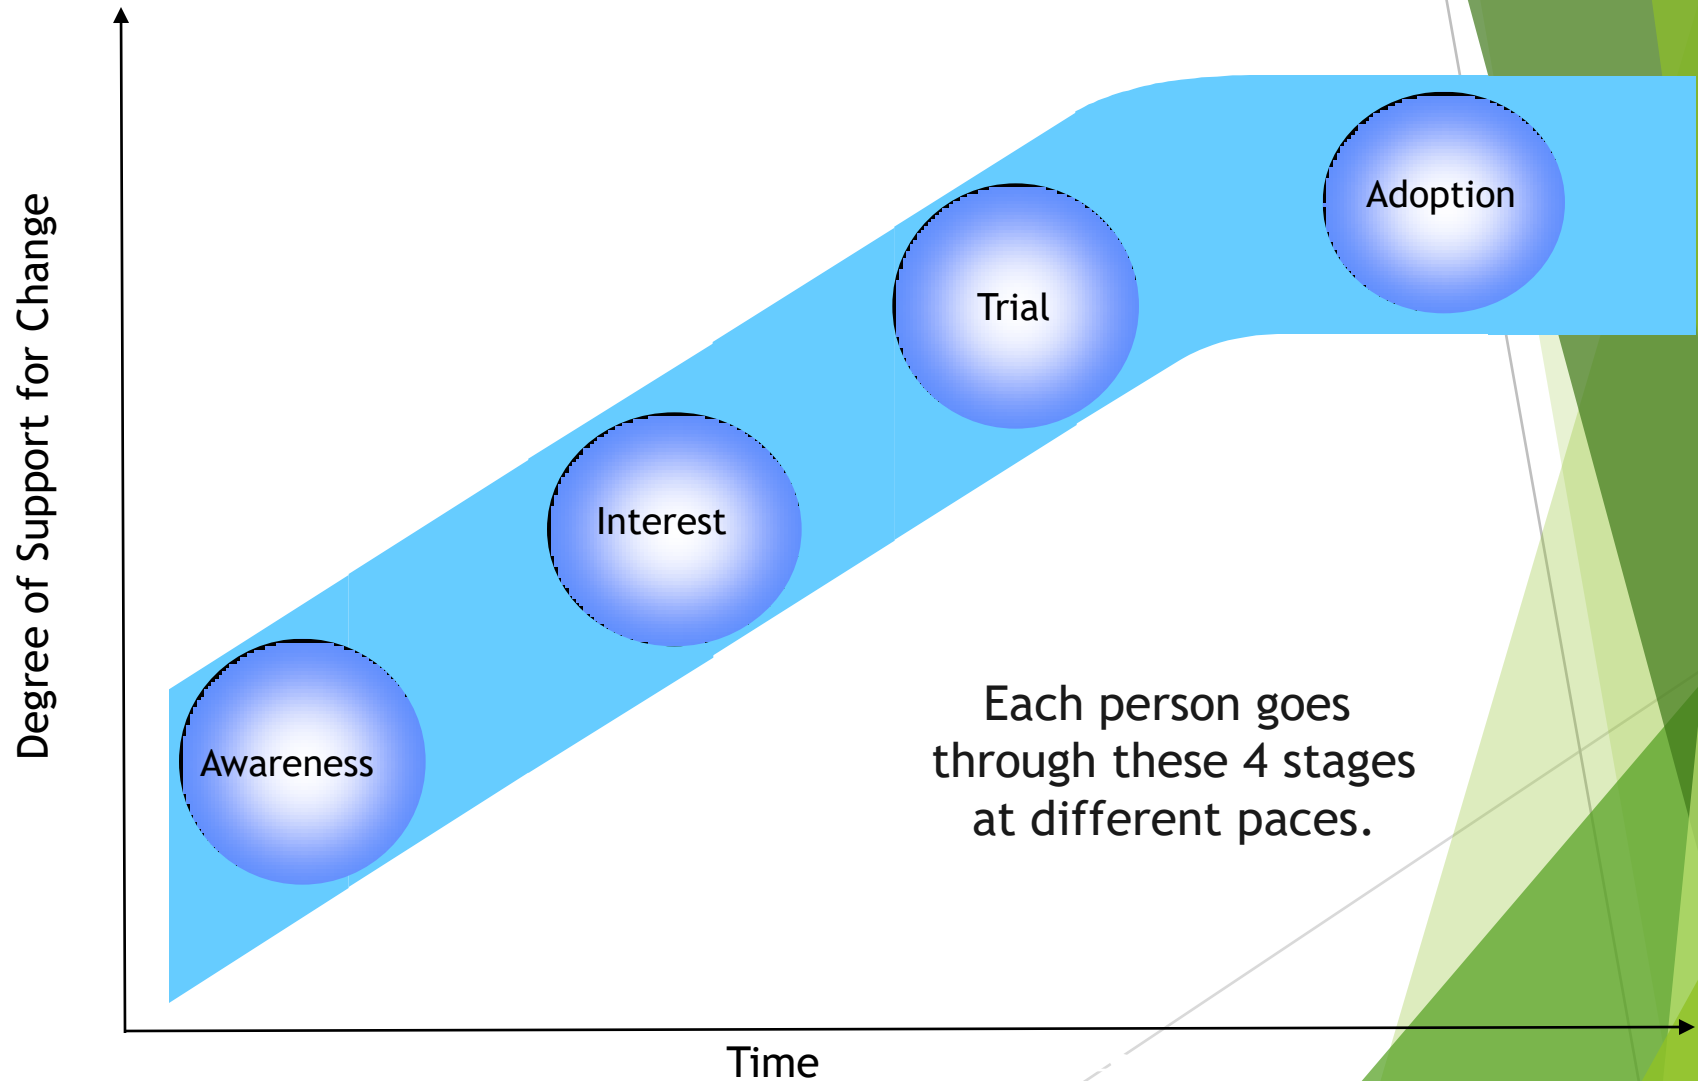 Degree of Support for Change
Adoption
Trial
Interest
Awareness
Each person goes
through these 4 stages
at different paces.
Time